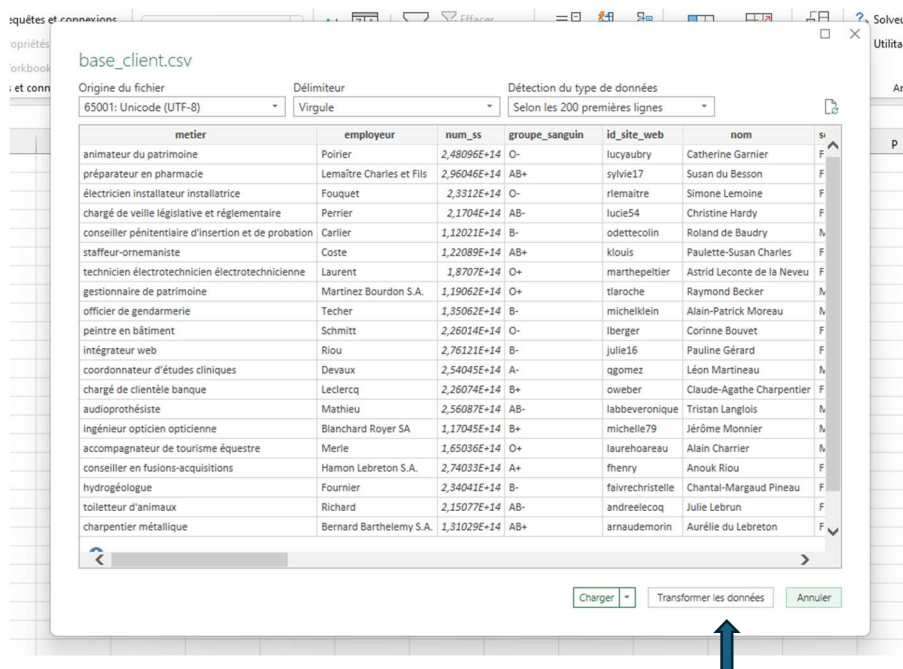 equêtes et connexions
Effacer
Solveu
opriétés
Utilita
orkbook
s et conn
base_client.csv
Origine du fichier Délimiteur Détection du type de données
65001: Unicode (UTF-8) Virgule Selon les 200 premières lignes
metier employeur num_ss groupe_sanguin id_site_web nom s
P
animateur du patrimoine Poirier 2,48096E+14 O- lucyaubry Catherine Garnier F
préparateur en pharmacie Lemaître Charles et Fils 2,96046E+14 AB+ sylvie17 Susan du Besson F
électricien installateur installatrice Fouquet 2,3312E+14 O- rlemaitre Simone Lemoine F
chargé de veille législative et réglementaire Perrier 2,1704E+14 AB- lucie54 Christine Hardy F
conseiller pénitentiaire d'insertion et de probation Carlier 1,12021E+14 B- odettecolin Roland de Baudry M
staffeur-ornemaniste Coste 1,22089E+14 AB+ klouis Paulette-Susan Charles F
technicien électrotechnicien électrotechnicienne Laurent 1,8707E+14 O+ marthepeltier Astrid Leconte de la Neveu F
gestionnaire de patrimoine Martinez Bourdon S.A. 1,19062E+14 O+ tlaroche Raymond Becker M
officier de gendarmerie Techer 1,35062E+14 B- michelklein Alain-Patrick Moreau M
peintre en bâtiment Schmitt 2,26014E+14 O- lberger Corinne Bouvet F
intégrateur web Riou 2,76121E+14 B- julie16 Pauline Gérard F
coordonnateur d'études cliniques Devaux 2,54045E+14 A- qgomez Léon Martineau M
chargé de clientèle banque Leclercq 2,26074E+14 B+ oweber Claude-Agathe Charpentier F
audioprothésiste Mathieu 2,56087E+14 AB- labbeveronique Tristan Langlois M
ingénieur opticien opticienne Blanchard Royer SA 1,17045E+14 B+ michelle79 Jérôme Monnier M
accompagnateur de tourisme équestre Merle 1,65036E+14 O+ laurehoareau Alain Charrier M
conseiller en fusions-acquisitions Hamon Lebreton S.A. 2,74033E+14 A+ fhenry Anouk Riou F
hydrogéologue Fournier 2,34041E+14 B- faivrechristelle Chantal-Margaud Pineau F
toiletteur d'animaux Richard 2,15077E+14 AB- andreelecoq Julie Lebrun F
charpentier métallique Bernard Barthelemy S.A. 1,31029E+14 AB+ arnaudemorin Aurélie du Lebreton F
Charger Transformer les données Annuler